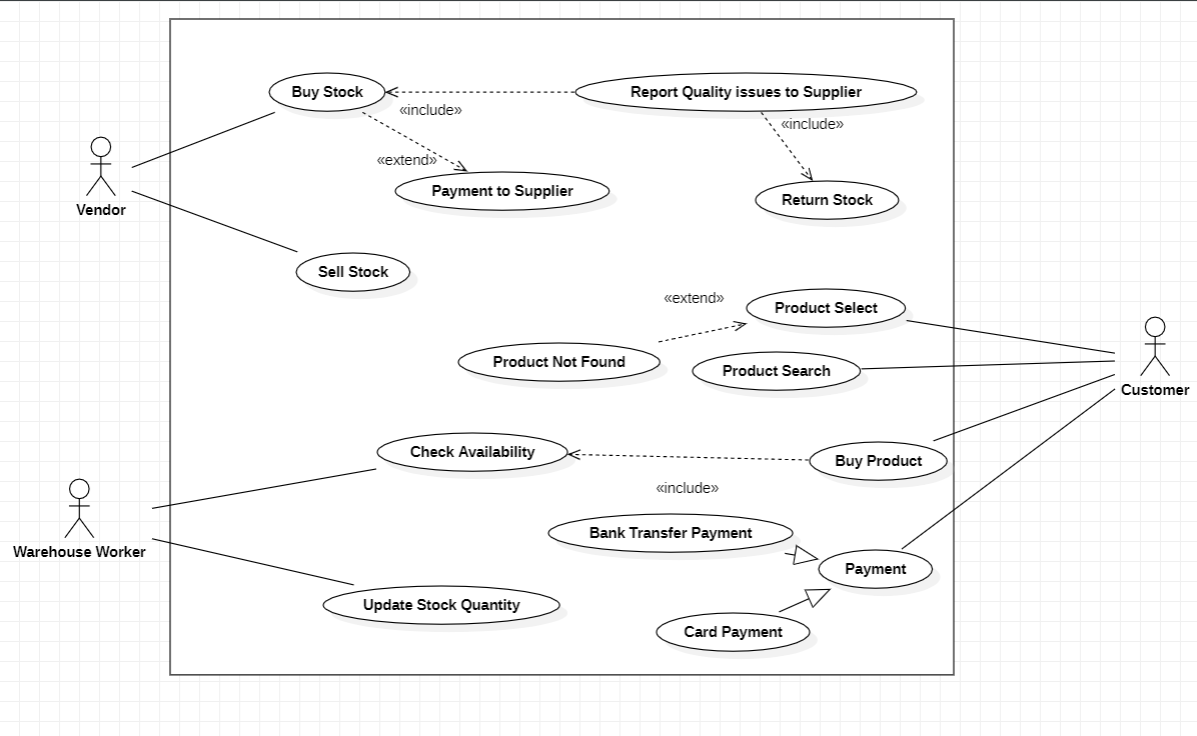 Buy Stock
Report Quality issues to Supplier
«include»
«include»
«extend»
Payment to Supplier
Return Stock
Vendor
Sell Stock
«extend»
Product Select
Product Not Found
Product Search
Customer
Check Availability
Buy Product
«include»
Bank Transfer Payment
Warehouse Worker
Payment
Update Stock Quantity
Card Payment